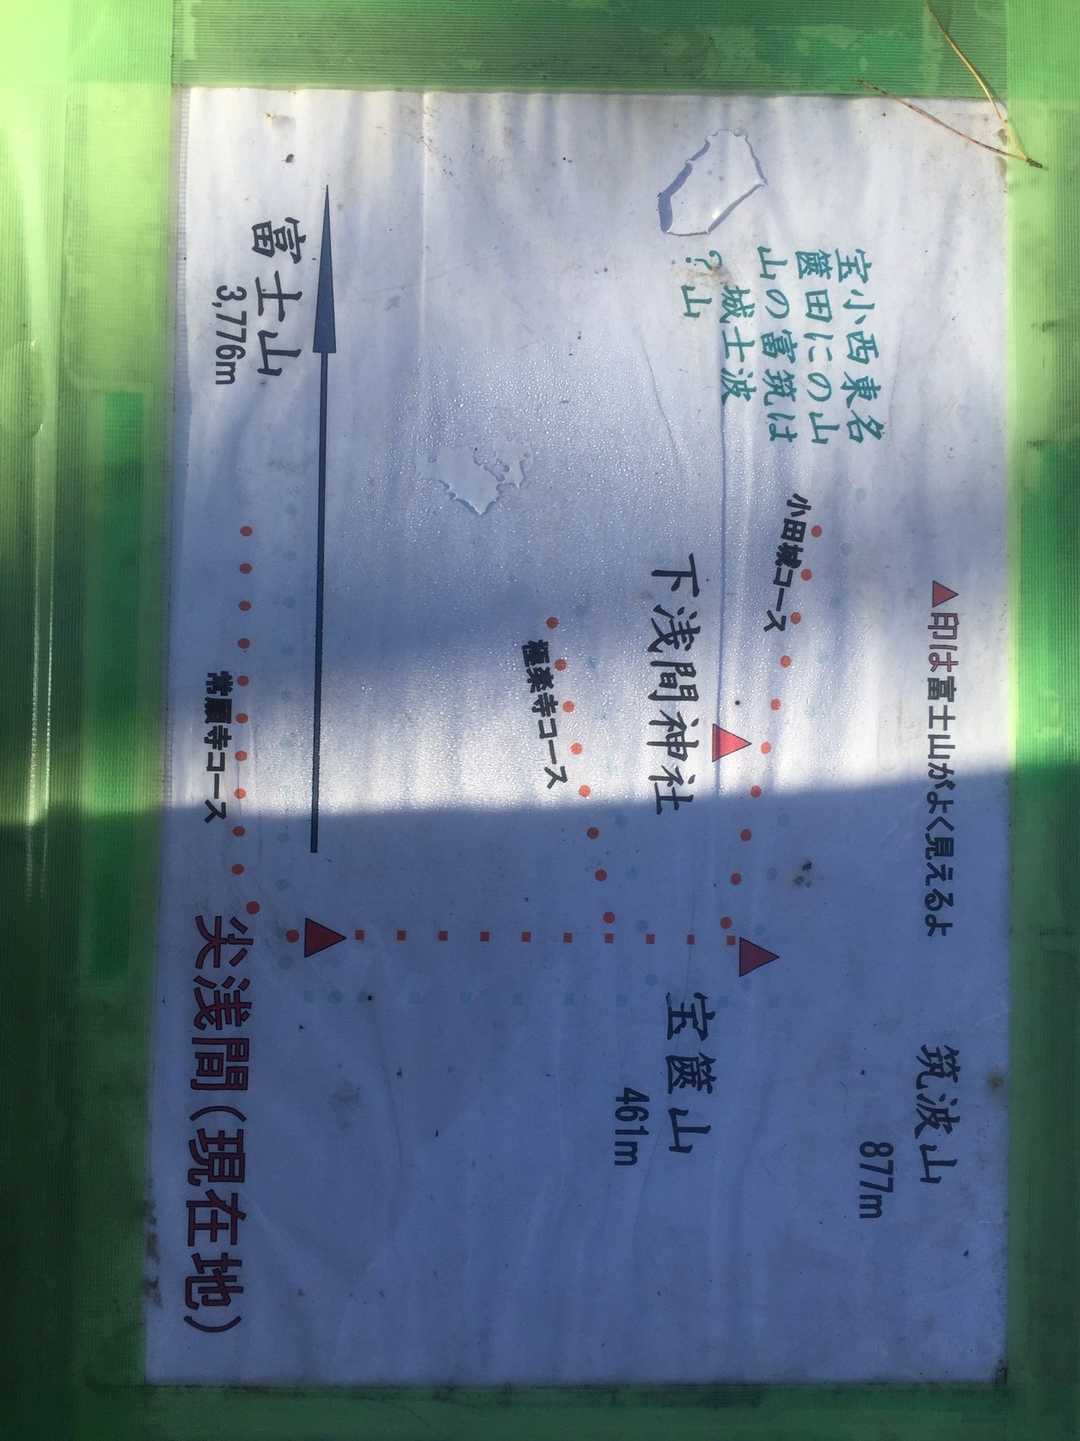 ▲印は富士山がよく見えるよ
名山は
東の筑波
西に富士
小田の城山
宝篋山?
筑波山
877m
小田城コース
下浅間神社
宝篋山
461m
極楽寺コース
富士山
3,776m
常願寺コース
尖浅間(現在地)